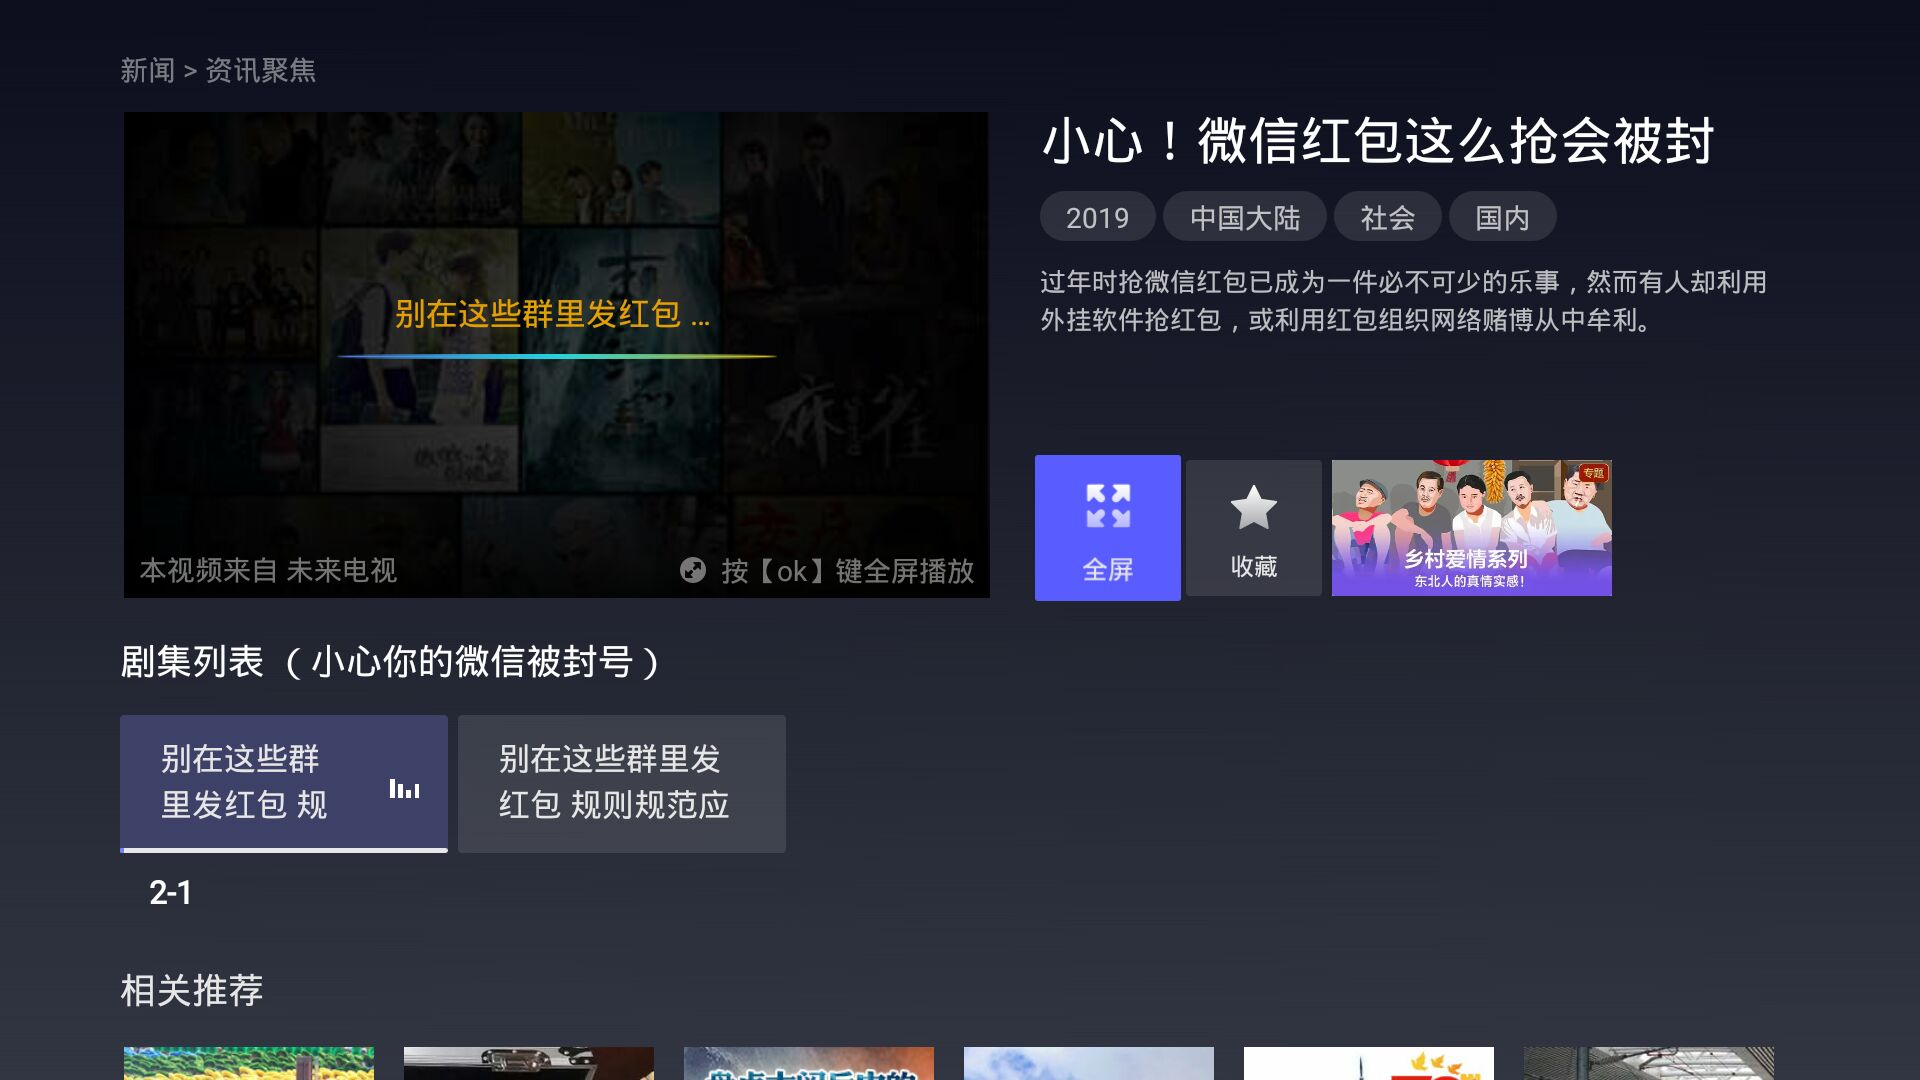 新闻 > 资讯聚焦
小心！微信红包这么抢会被封
2019
中国大陆
社会
国内
过年时抢微信红包已成为一件必不可少的乐事，然而有人却利用
外挂软件抢红包，或利用红包组织网络赌博从中牟利。
别在这些群里发红包 ...
麻雀
本视频来自 未来电视
按【ok】键全屏播放
全屏
收藏
专题
乡村爱情系列
东北人的真情实感!
剧集列表 （小心你的微信被封号）
别在这些群
里发红包 规
别在这些群里发
红包 规则规范应
2-1
相关推荐